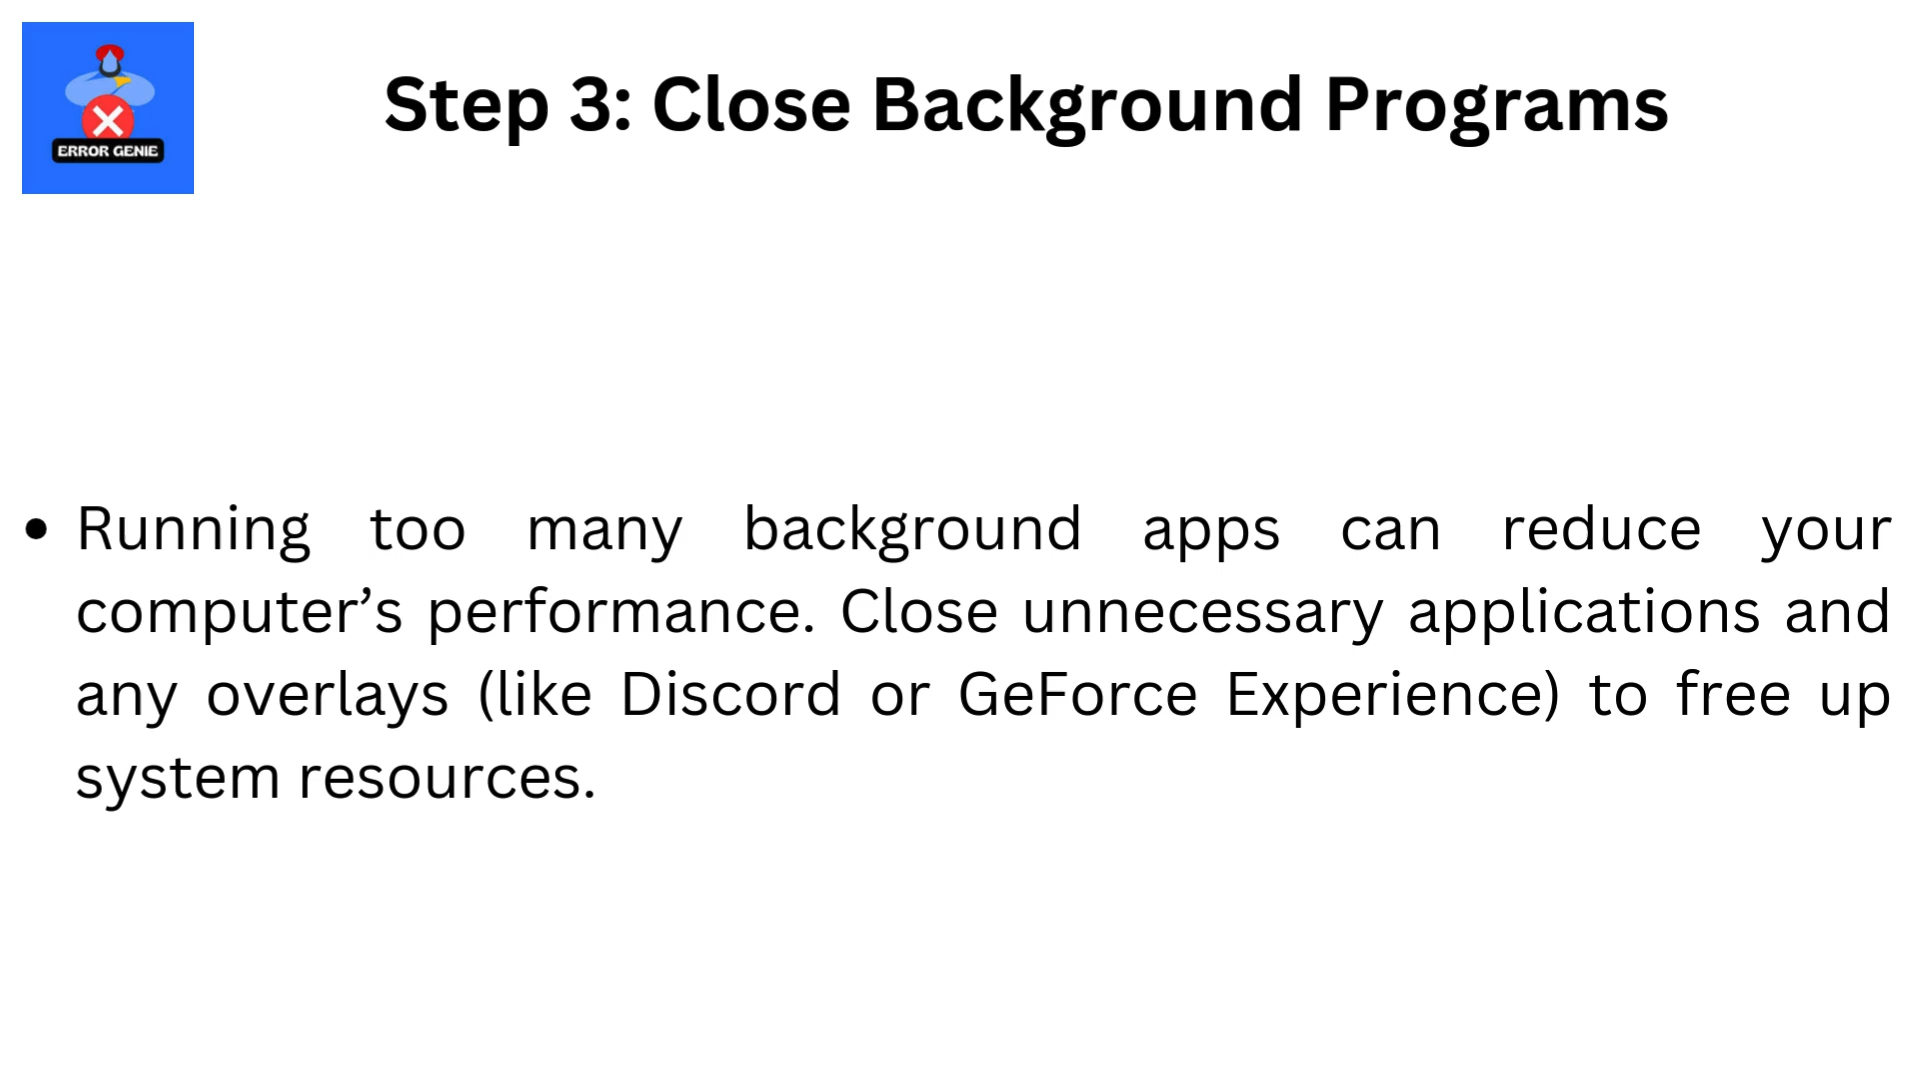 ERROR GENIE
Step 3: Close Background Programs
• Running too many background apps can reduce your
computer’s performance. Close unnecessary applications and
any overlays (like Discord or GeForce Experience) to free up
system resources.